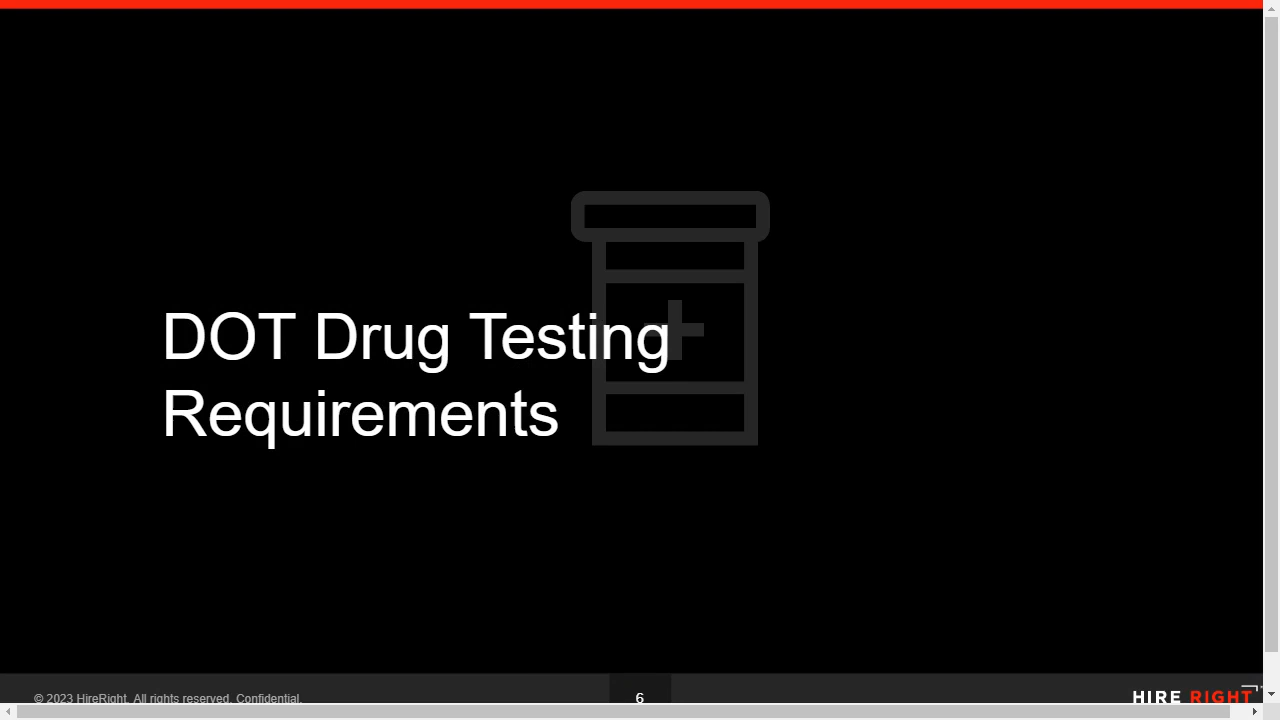 DOT Drug Testing
Requirements
© 2023 HireRight. All rights reserved. Confidential.
6
HIRE RIGHT